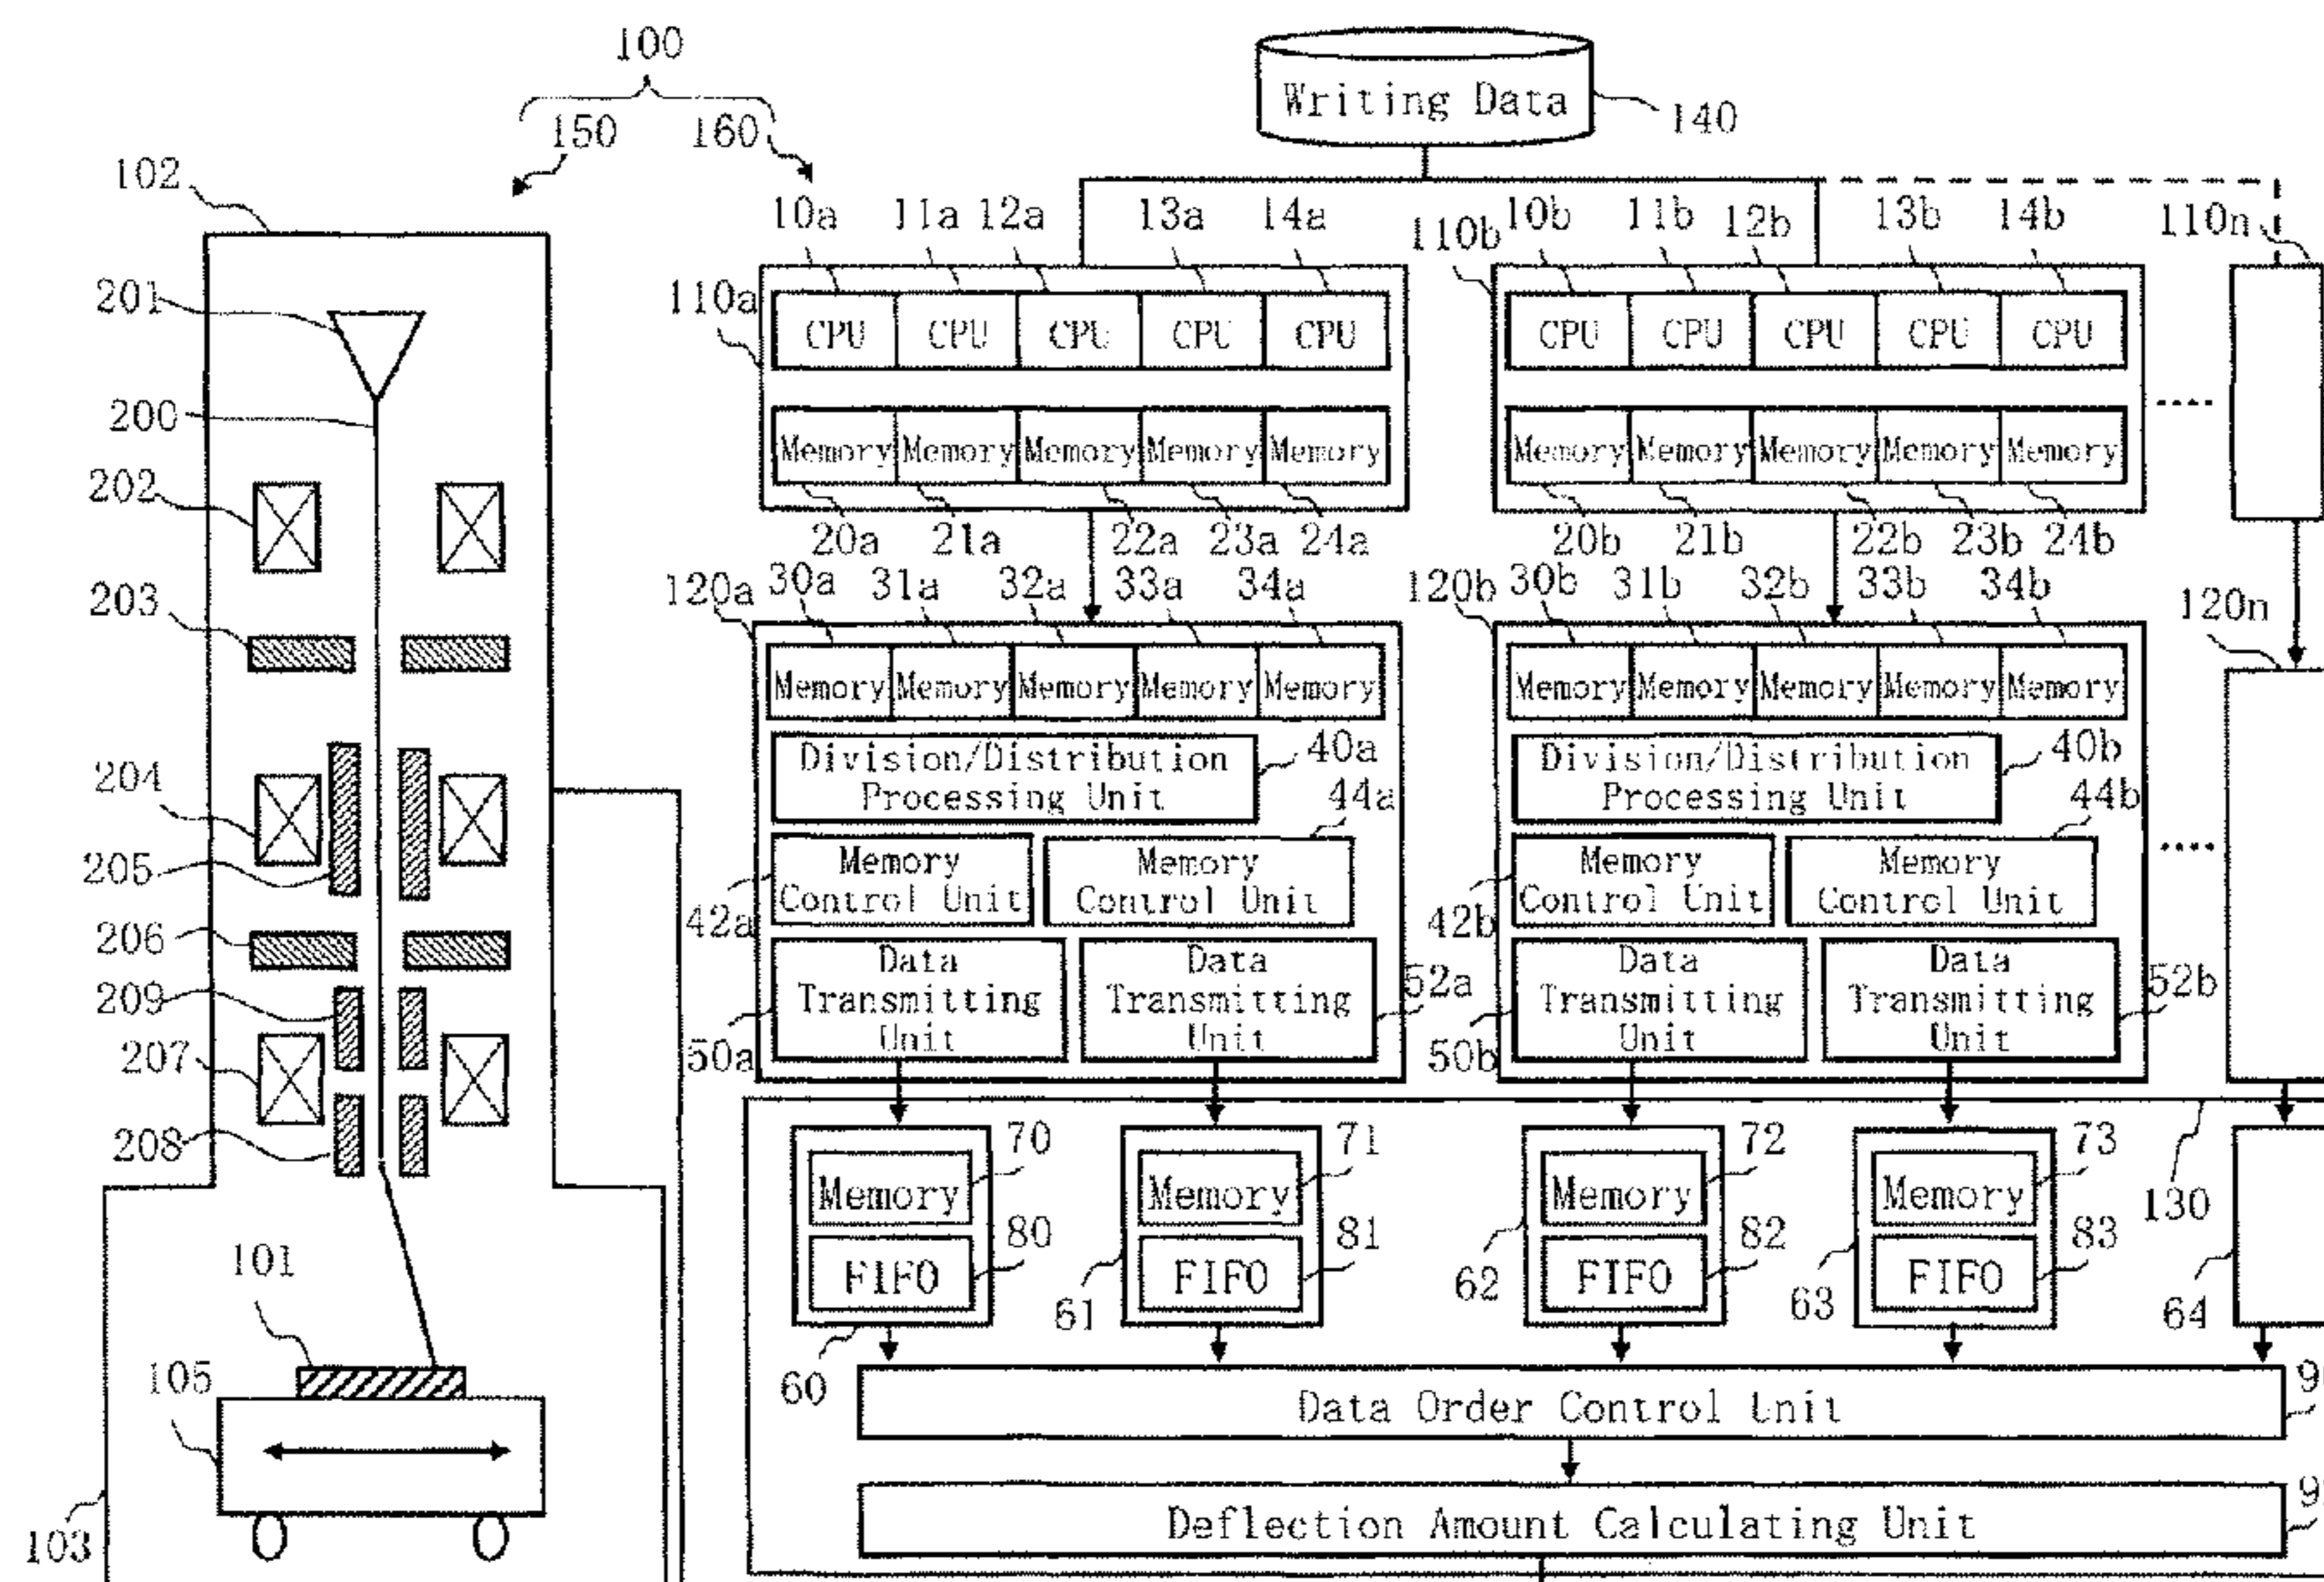 100
150 160
Writing Data
140
102
10a 11a 12a 13a 14a
10b 11b 12b 13b 14b
110b
110n
201
110a
CPU CPU CPU CPU CPU
CPU CPU CPU CPU CPU
200
Memory Memory Memory Memory Memory
Memory Memory Memory Memory Memory
....
202
20a 21a 22a 23a 24a
20b 21b 22b 23b 24b
203
120a 30a 31a 32a 33a 34a
120b 30b 31b 32b 33b 34b
120n
Memory Memory Memory Memory Memory
Memory Memory Memory Memory Memory
204
Division/Distribution
Processing Unit
40a
44a
Division/Distribution
Processing Unit
40b
44b
205
Memory
Control Unit
Memory
Control Unit
42a
Memory
Control Unit
Memory
Control Unit
42b
....
206
209
Data
Transmitting
Unit
Data
Transmitting
Unit
52a
50a
Data
Transmitting
Unit
Data
Transmitting
Unit
52b
50b
207
208
70 71 72 73
Memory Memory Memory Memory
130
80 81 82 83
FIFO FIFO FIFO FIFO
60 61 62 63 64
101
105
Data Order Control Unit
Deflection Amount Calculating Unit
103